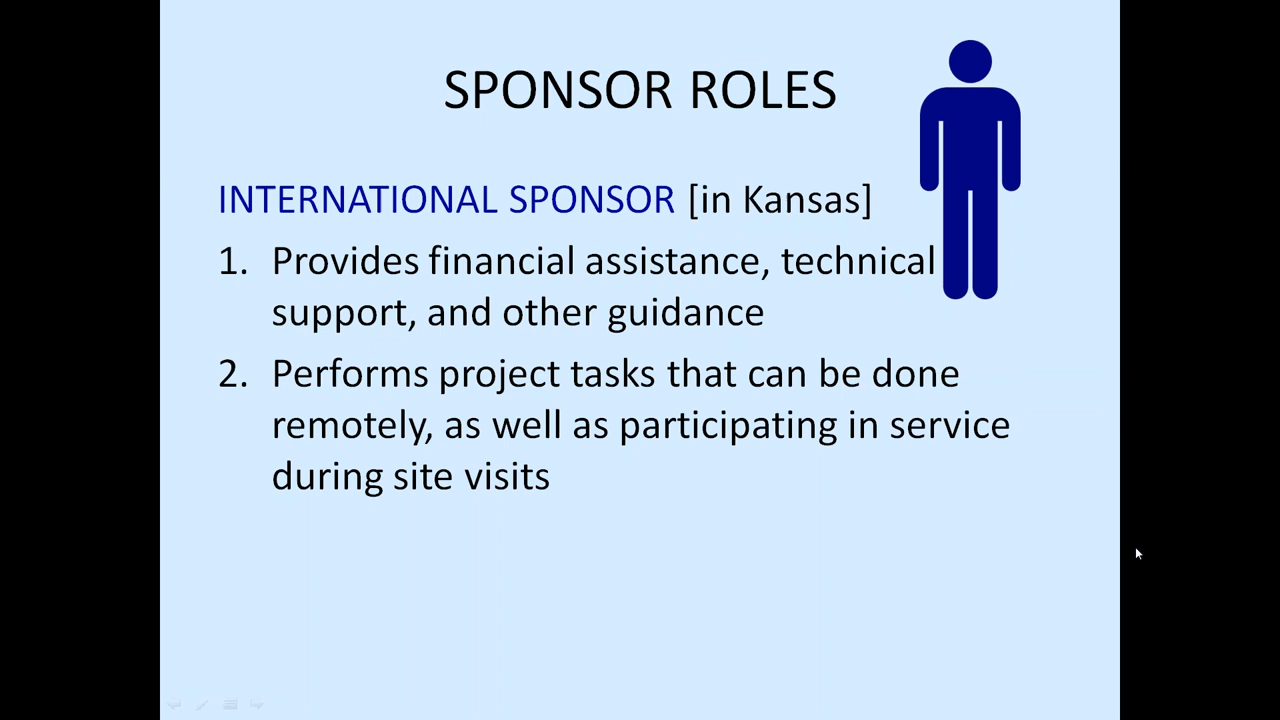 SPONSOR ROLES
INTERNATIONAL SPONSOR [in Kansas]
1. Provides financial assistance, technical
support, and other guidance
2. Performs project tasks that can be done
remotely, as well as participating in service
during site visits